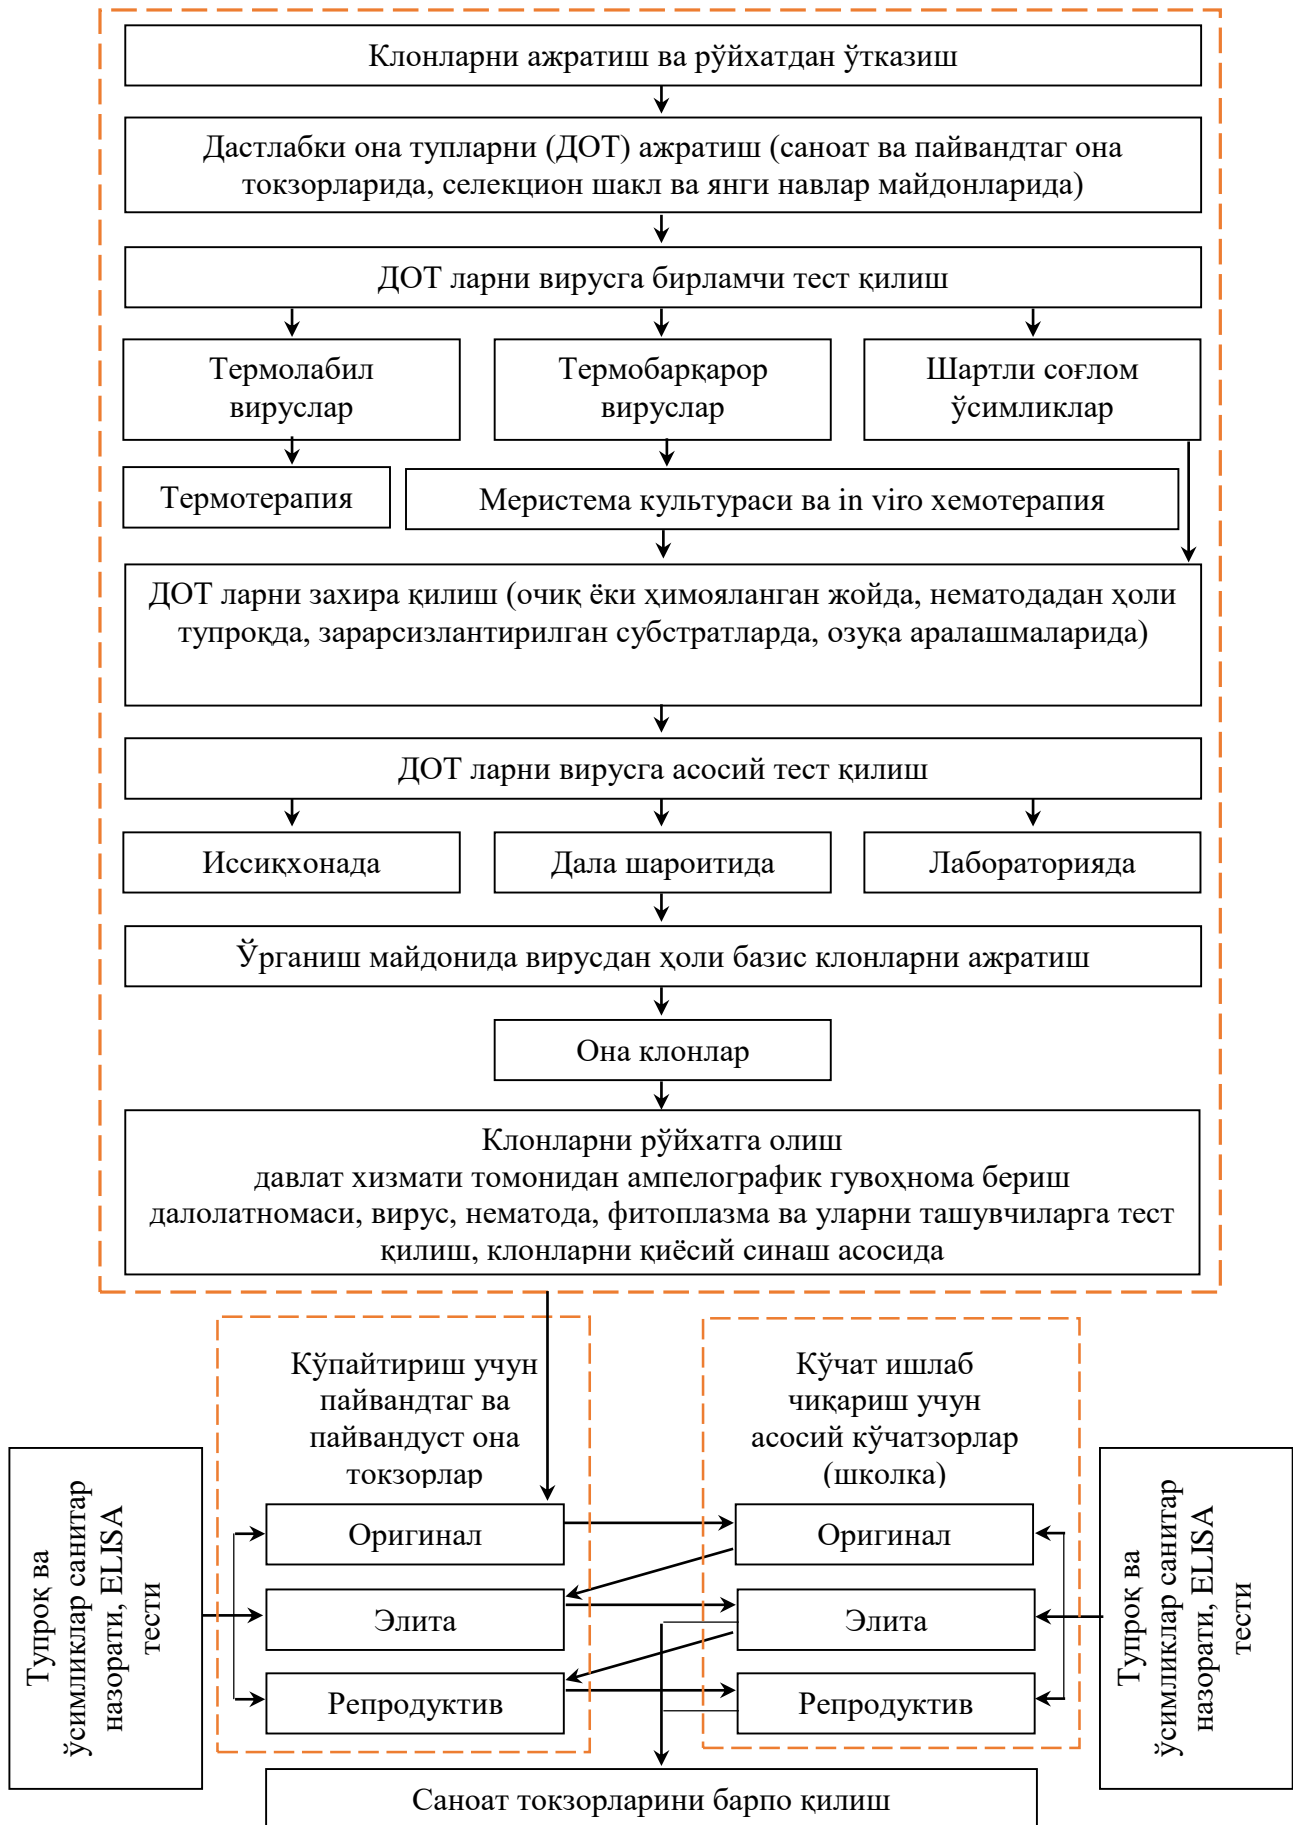 Клонларни ажратиш ва рўйхатдан ўтказиш
Дастлабки она тупларни (ДОТ) ажратиш (саноат ва пайвандтаг она
токзорларида, селекцион шакл ва янги навлар майдонларида)
ДОТ ларни вирусга бирламчи тест қилиш
Термолабил
вируслар
Термобарқарор
вируслар
Шартли соғлом
ўсимликлар
Термотерапия
Меристема культураси ва in viro хемотерапия
ДОТ ларни захира қилиш (очиқ ёки ҳимояланган жойда, нематодадан ҳоли
тупроқда, зарарсизлантирилган субстратларда, озуқа аралашмаларида)
ДОТ ларни вирусга асосий тест қилиш
Иссиқхонада
Дала шароитида
Лабораторияда
Ўрганиш майдонида вирусдан ҳоли базис клонларни ажратиш
Она клонлар
Клонларни рўйхатга олиш
давлат хизмати томонидан ампелографик гувоҳнома бериш
далолатномаси, вирус, нематода, фитоплазма ва уларни ташувчиларга тест
қилиш, клонларни қиёсий синаш асосида
Кўпайтириш учун
пайвандтаг ва
пайвандуст она
токзорлар
Кўчат ишлаб
чиқариш учун
асосий кўчатзорлар
(школка)
Тупроқ ва
ўсимликлар санитар
назорати, ELISA
тести
Оригинал
Оригинал
Элита
Элита
Репродуктив
Репродуктив
Тупроқ ва
ўсимликлар санитар
назорати, ELISA
тести
Саноат токзорларини барпо қилиш